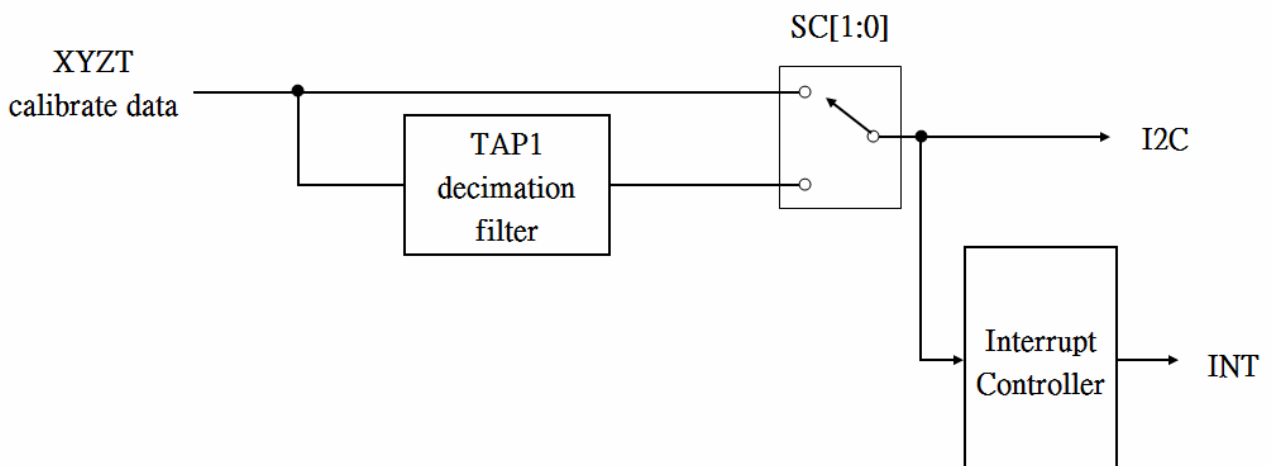 SC[1:0]
XYZT
calibrate data
TAP1
decimation
filter
I2C
Interrupt
Controller
INT